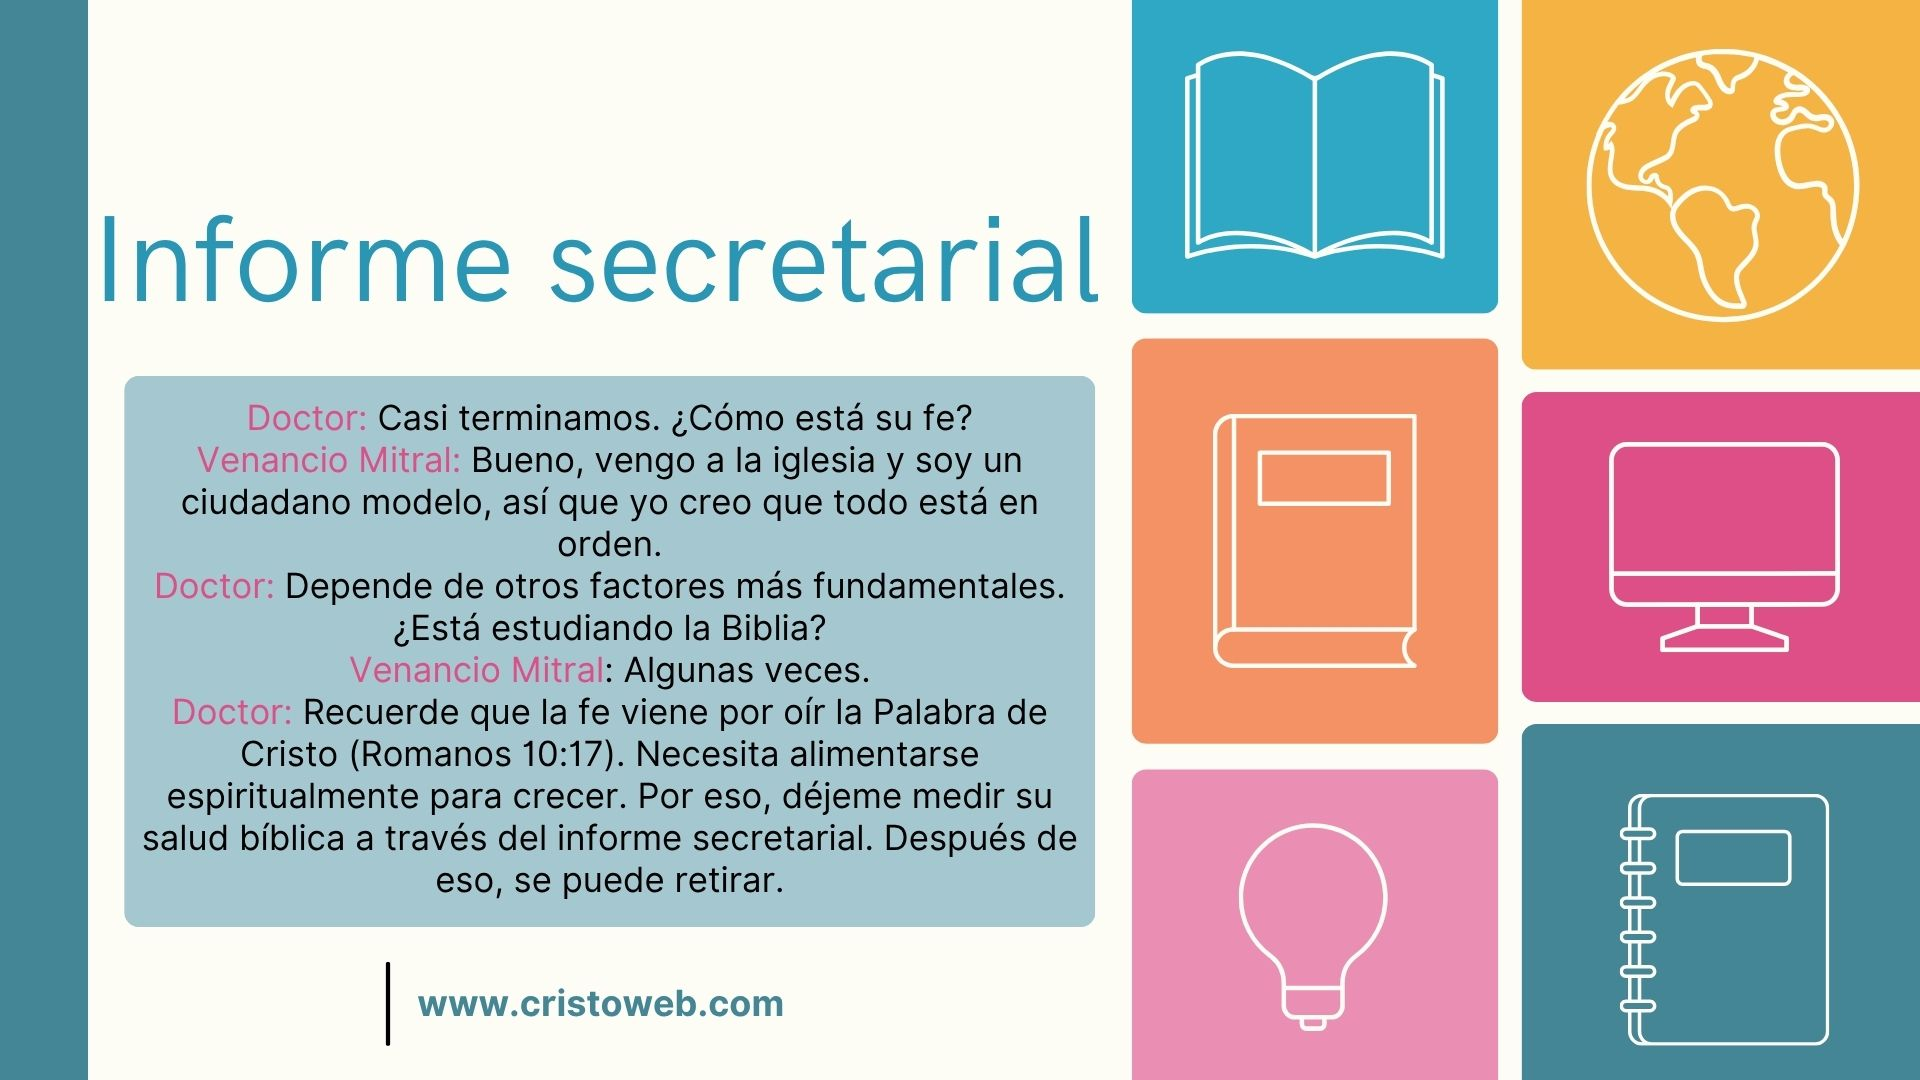 Informe secretarial
Doctor: Casi terminamos. ¿Cómo está su fe?
Venancio Mitral: Bueno, vengo a la iglesia y soy un
ciudadano modelo, así que yo creo que todo está en
orden.
Doctor: Depende de otros factores más fundamentales.
¿Está estudiando la Biblia?
Venancio Mitral: Algunas veces.
Doctor: Recuerde que la fe viene por oír la Palabra de
Cristo (Romanos 10:17). Necesita alimentarse
espiritualmente para crecer. Por eso, déjeme medir su
salud bíblica a través del informe secretarial. Después de
eso, se puede retirar.
www.cristoweb.com